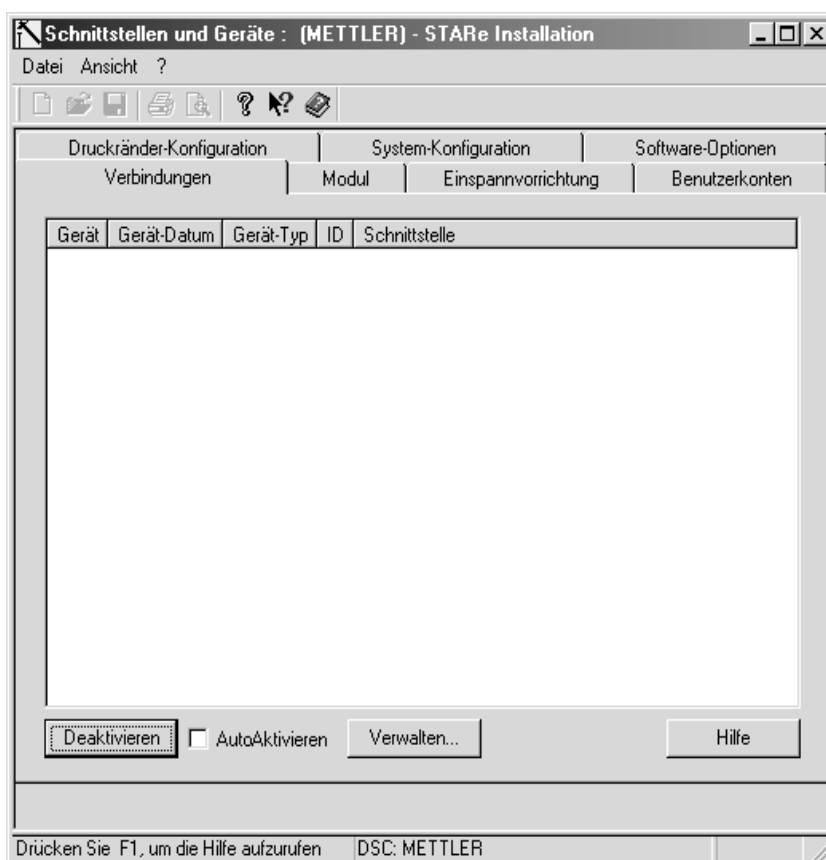 Schnittstellen und Geräte : (METTLER) - STARe Installation
Datei Ansicht ?
Druckränder-Konfiguration System-Konfiguration Software-Optionen
Verbindungen Modul Einspannvorrichtung Benutzerkonten
Gerät Gerät-Datum Gerät-Typ ID Schnittstelle
Deaktivieren AutoAktivieren Verwalten... Hilfe
Drücken Sie F1, um die Hilfe aufzurufen DSC: METTLER